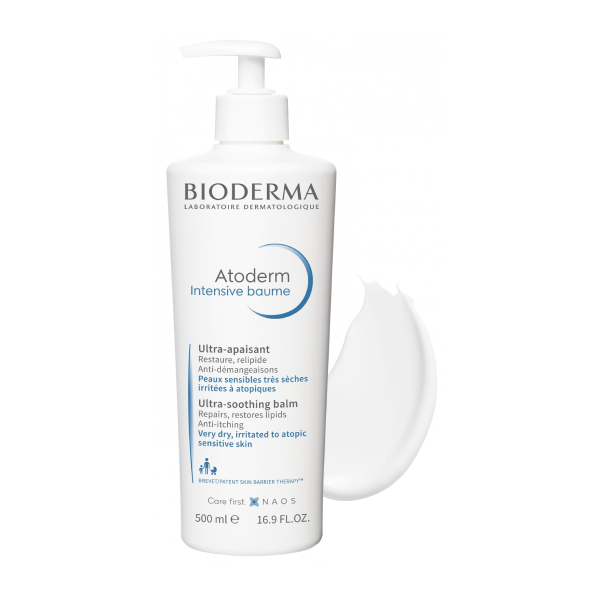 BIODERMA
LABORATOIRE DERMATOLOGIQUE
Atoderm
Intensive baume
Ultra-apaisant
Restaure, relipide
Anti-démangeaisons
Peaux sensibles très sèches
irritées à atopiques
Ultra-soothing balm
Repairs, restores lipids
Anti-itching
Very dry, irritated to atopic
sensitive skin
BREVET/PATENT SKIN BARRIER THERAPY™
Care first. NAOS
500 ml ℮ 16.9 FL.OZ.